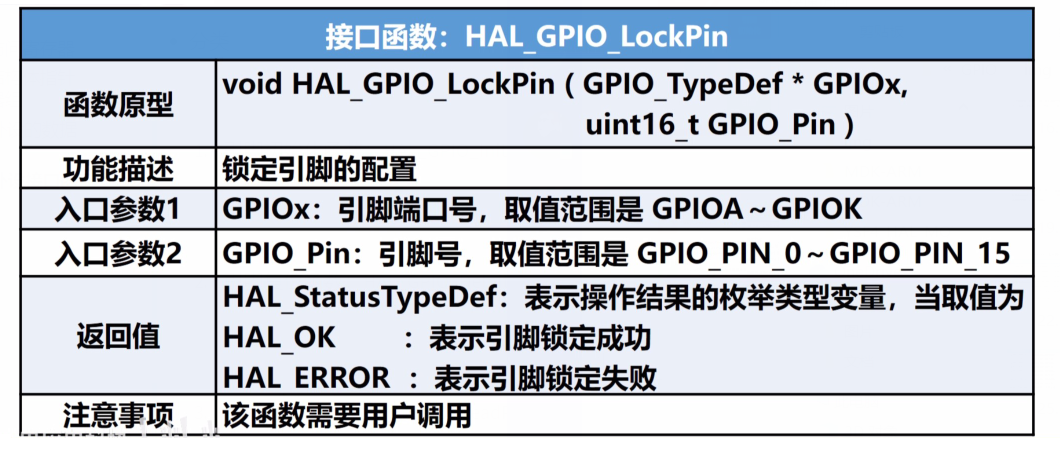 接口函数：HAL_GPIO_LockPin
函数原型
void HAL_GPIO_LockPin ( GPIO_TypeDef * GPIOx,
uint16_t GPIO_Pin )
功能描述
锁定引脚的配置
入口参数1
GPIOx：引脚端口号，取值范围是 GPIOA～GPIOK
入口参数2
GPIO_Pin：引脚号，取值范围是 GPIO_PIN_0～GPIO_PIN_15
返回值
HAL_StatusTypeDef：表示操作结果的枚举类型变量，当取值为
HAL_OK ：表示引脚锁定成功
HAL_ERROR ：表示引脚锁定失败
注意事项
该函数需要用户调用